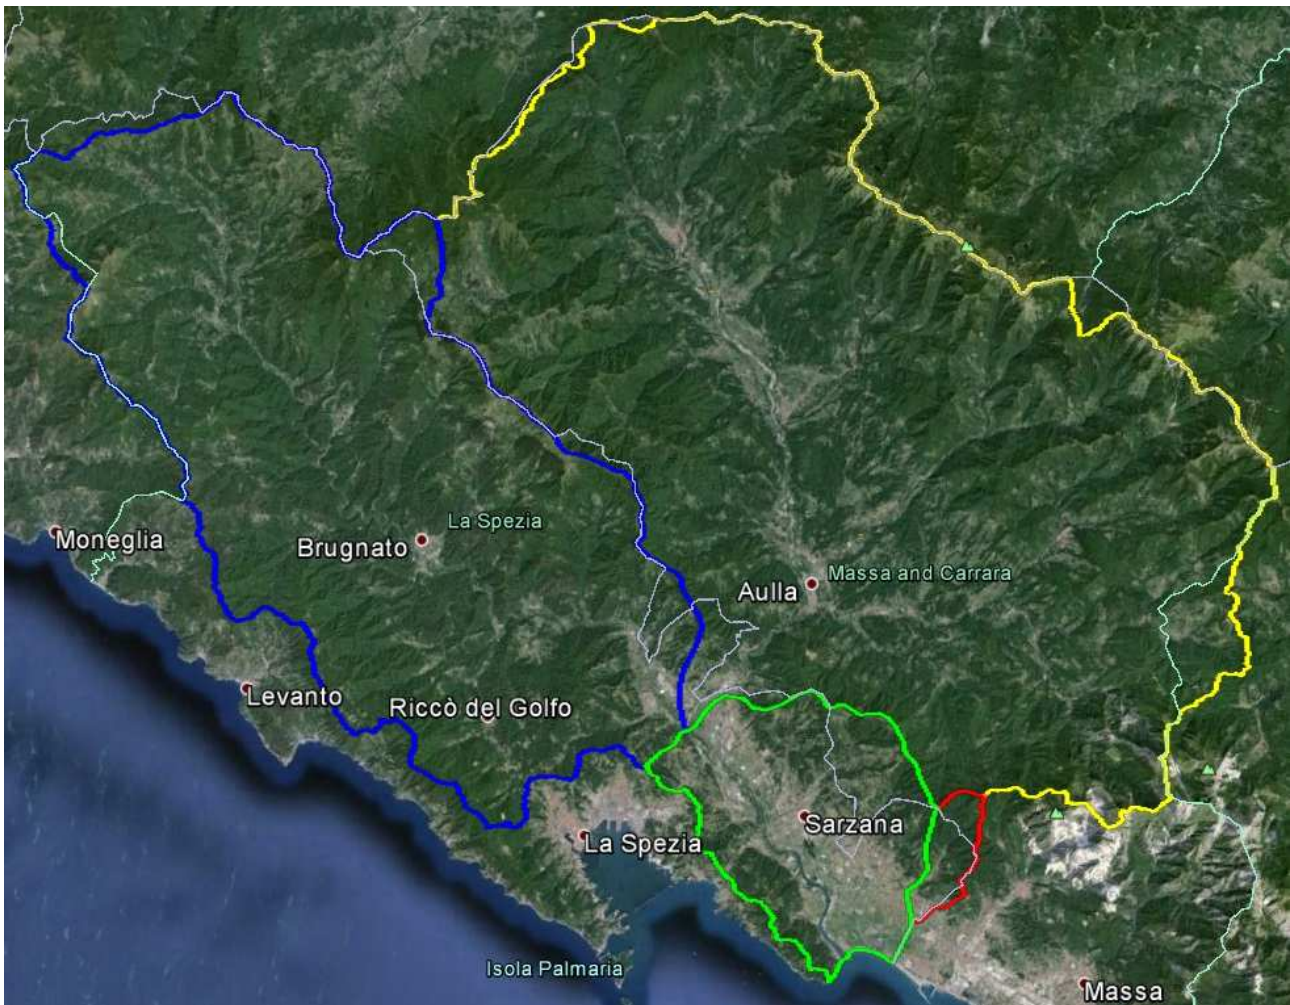 Moneglia
La Spezia
Brugnato
Massa and Carrara
Aulla
Levanto
Riccò del Golfo
Sarzana
La Spezia
Isola Palmaria
Massa